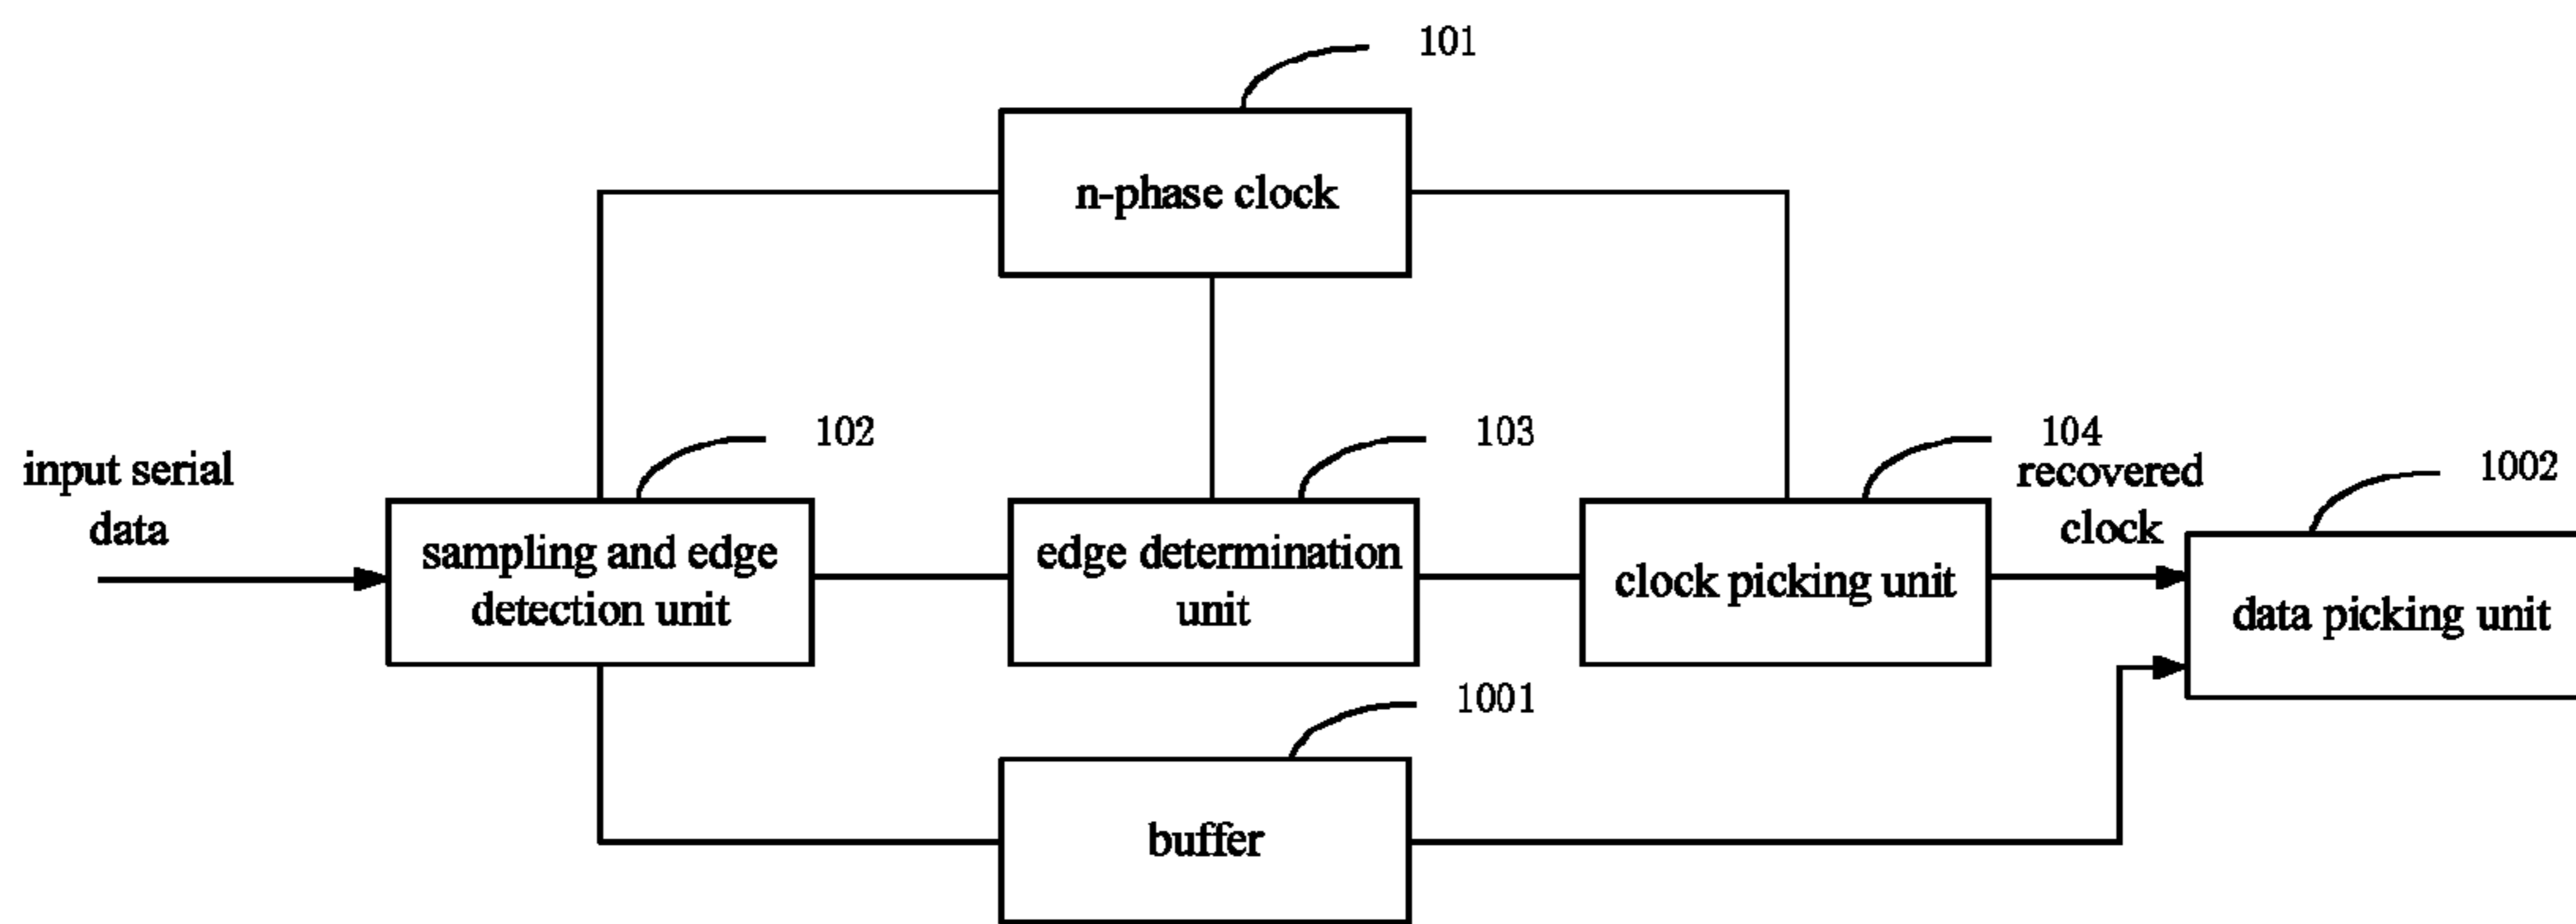 101
n-phase clock
102
103
104
input serial
data
recovered
clock
1002
sampling and edge
detection unit
edge determination
unit
clock picking unit
data picking unit
1001
buffer